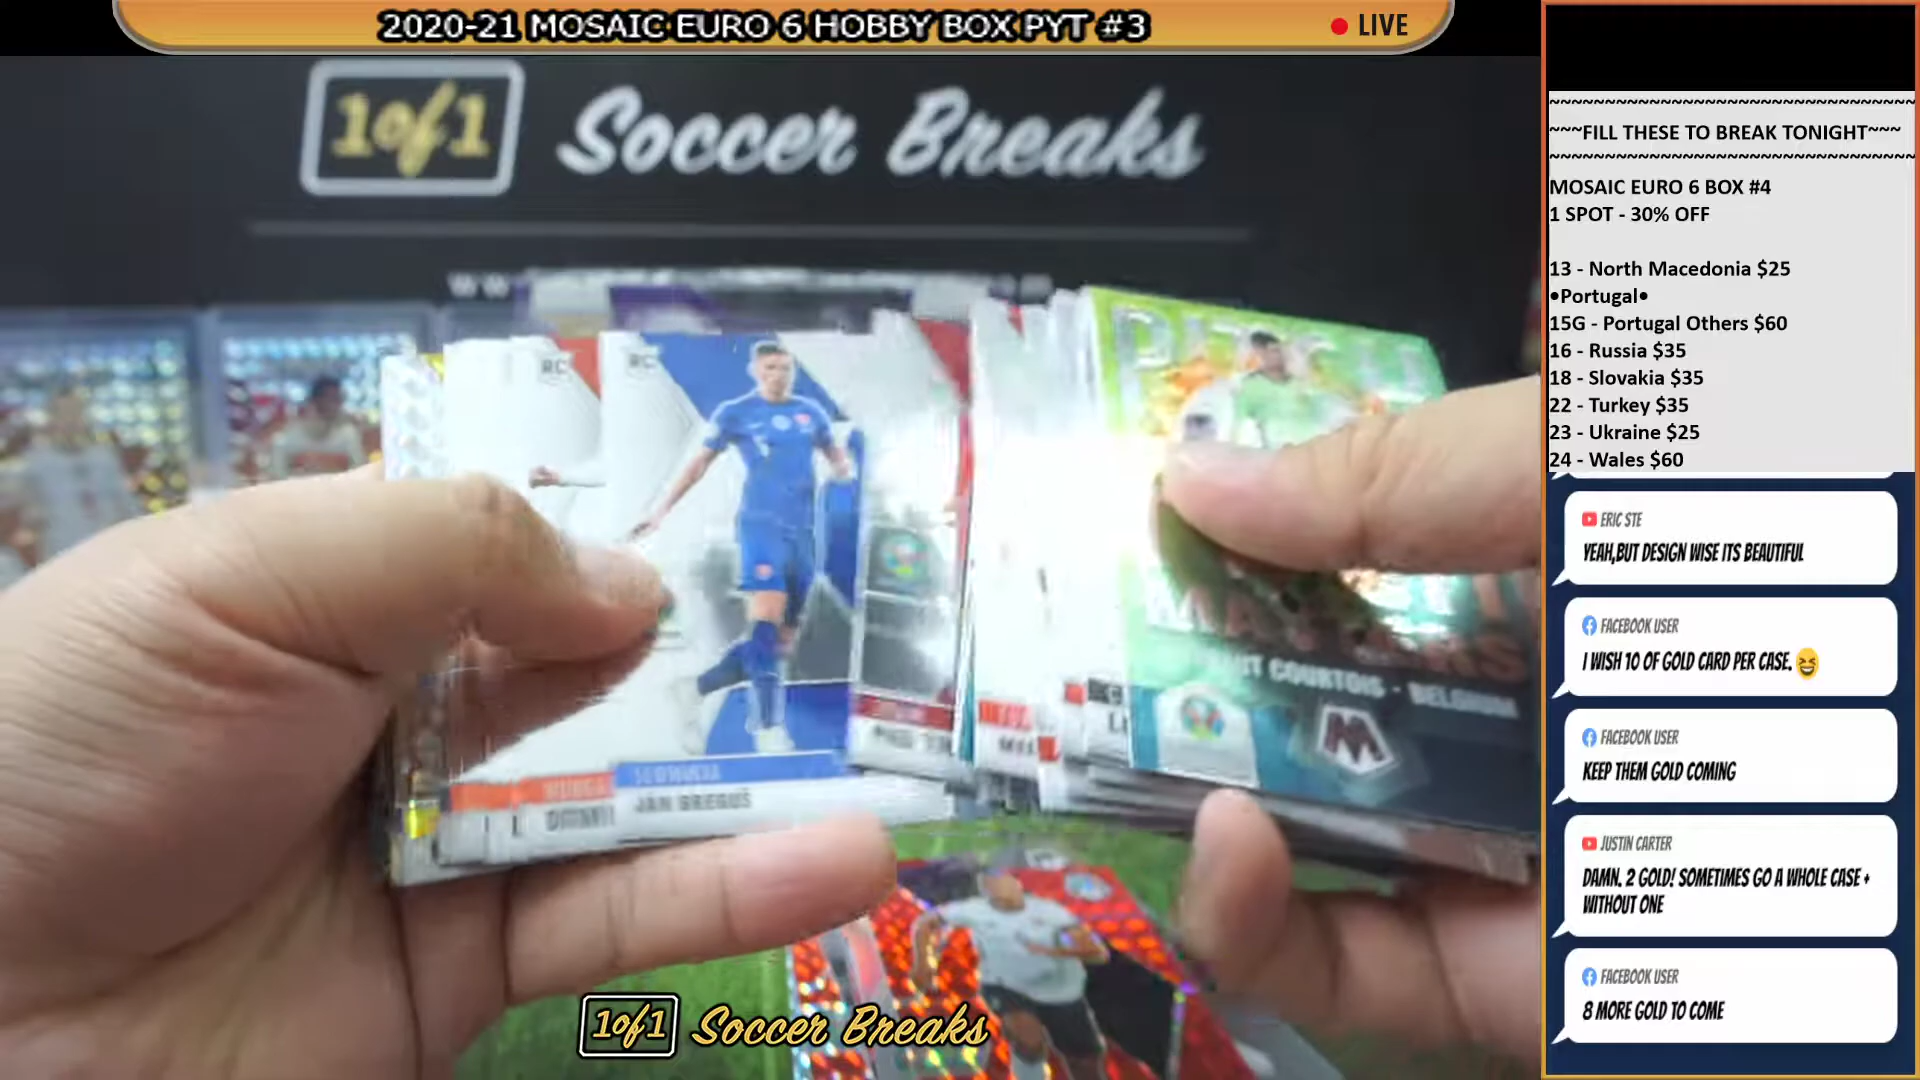 2020-21 MOSAIC EURO 6 HOBBY BOX PYT #3
LIVE
1of1 Soccer Breaks
~~~FILL THESE TO BREAK TONIGHT~~~
MOSAIC EURO 6 BOX #4
1 SPOT - 30% OFF
13 - North Macedonia $25
•Portugal•
15G - Portugal Others $60
16 - Russia $35
18 - Slovakia $35
22 - Turkey $35
23 - Ukraine $25
24 - Wales $60
ERIC STE
YEAH,BUT DESIGN WISE ITS BEAUTIFUL
FACEBOOK USER
I WISH 10 OF GOLD CARD PER CASE.😆
FACEBOOK USER
KEEP THEM GOLD COMING
JUSTIN CARTER
DAMN. 2 GOLD! SOMETIMES GO A WHOLE CASE +
WITHOUT ONE
FACEBOOK USER
8 MORE GOLD TO COME
RC
RC
COURTOIS - BELGIUM
SLOVAKIA
JÁN GREGUŠ
1of1 Soccer Breaks